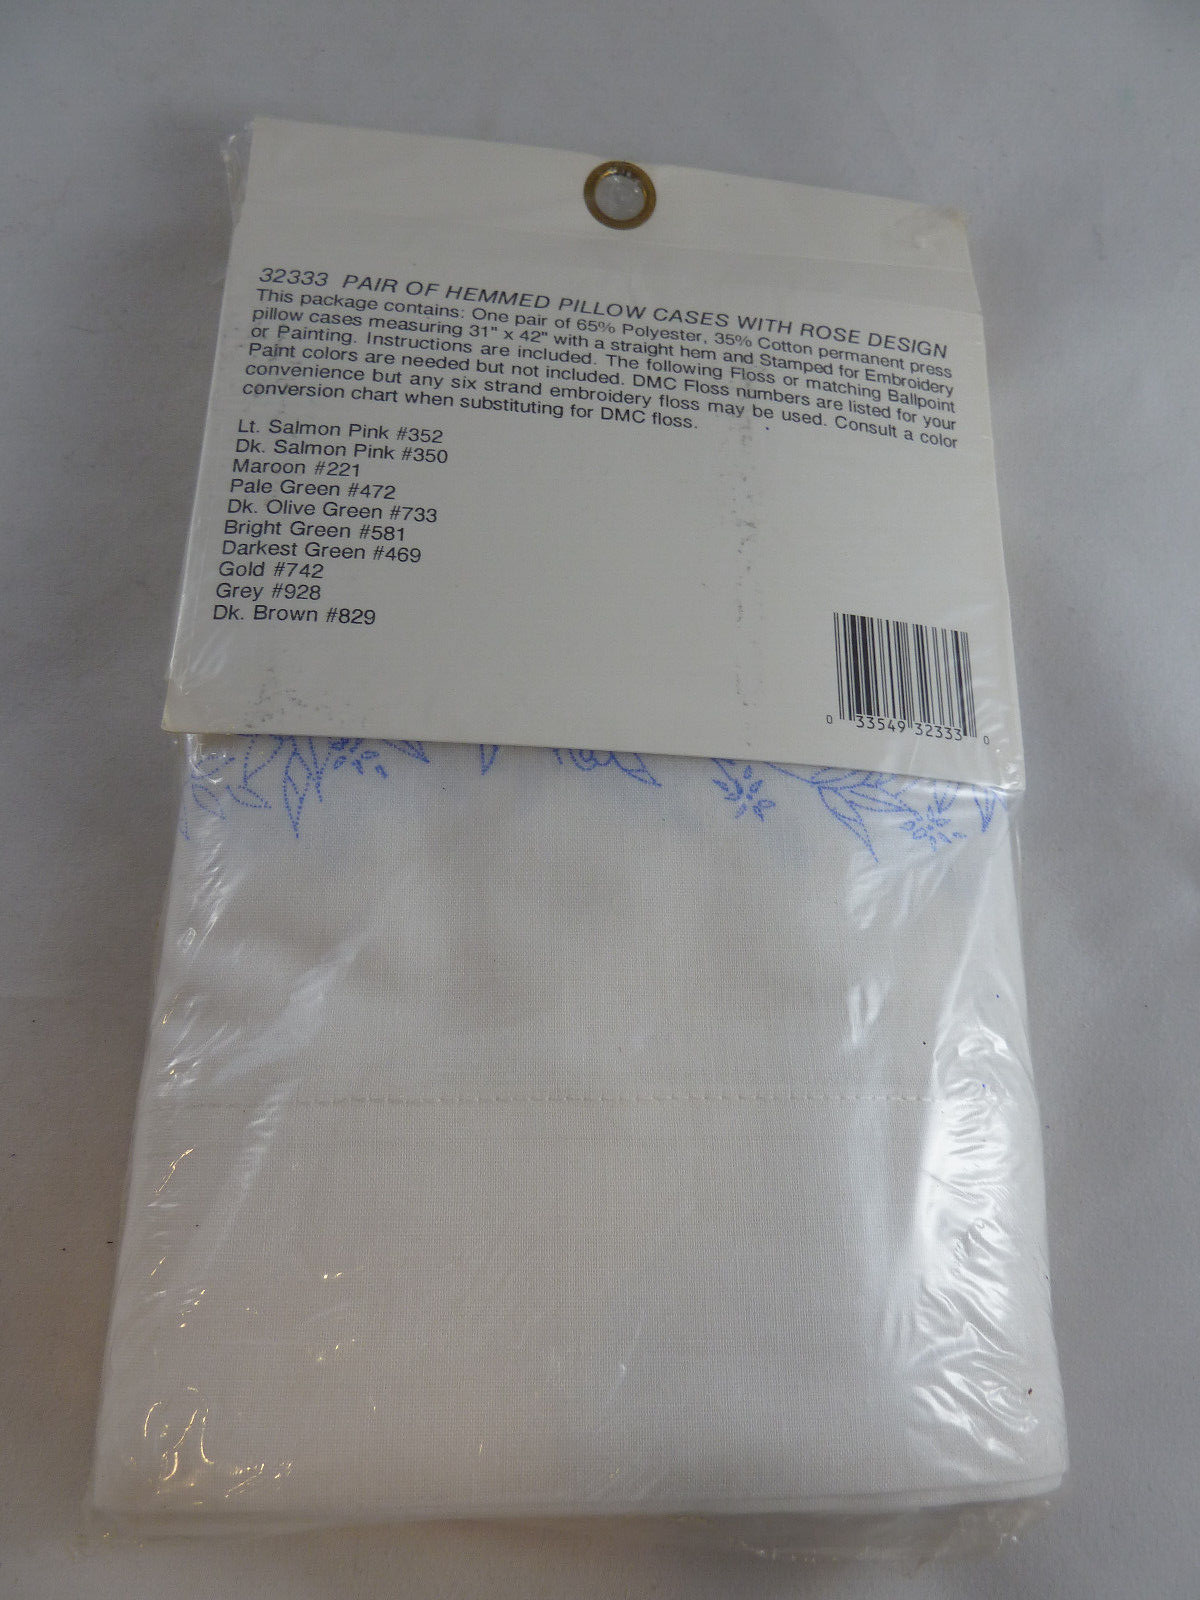 32333 PAIR OF HEMMED PILLOW CASES WITH ROSE DESIGN
This package contains: One pair of 65% Polyester, 35% Cotton permanent press
pillow cases measuring 31" x 42" with a straight hem and Stamped for Embroidery
or Painting. Instructions are included. The following Floss or matching Ballpoint
Paint colors are needed but not included. DMC Floss numbers are listed for your
convenience but any six strand embroidery floss may be used. Consult a color
conversion chart when substituting for DMC floss.
Lt. Salmon Pink #352
Dk. Salmon Pink #350
Maroon #221
Pale Green #472
Dk. Olive Green #733
Bright Green #581
Darkest Green #469
Gold #742
Grey #928
Dk. Brown #829
0 33549 32333 0